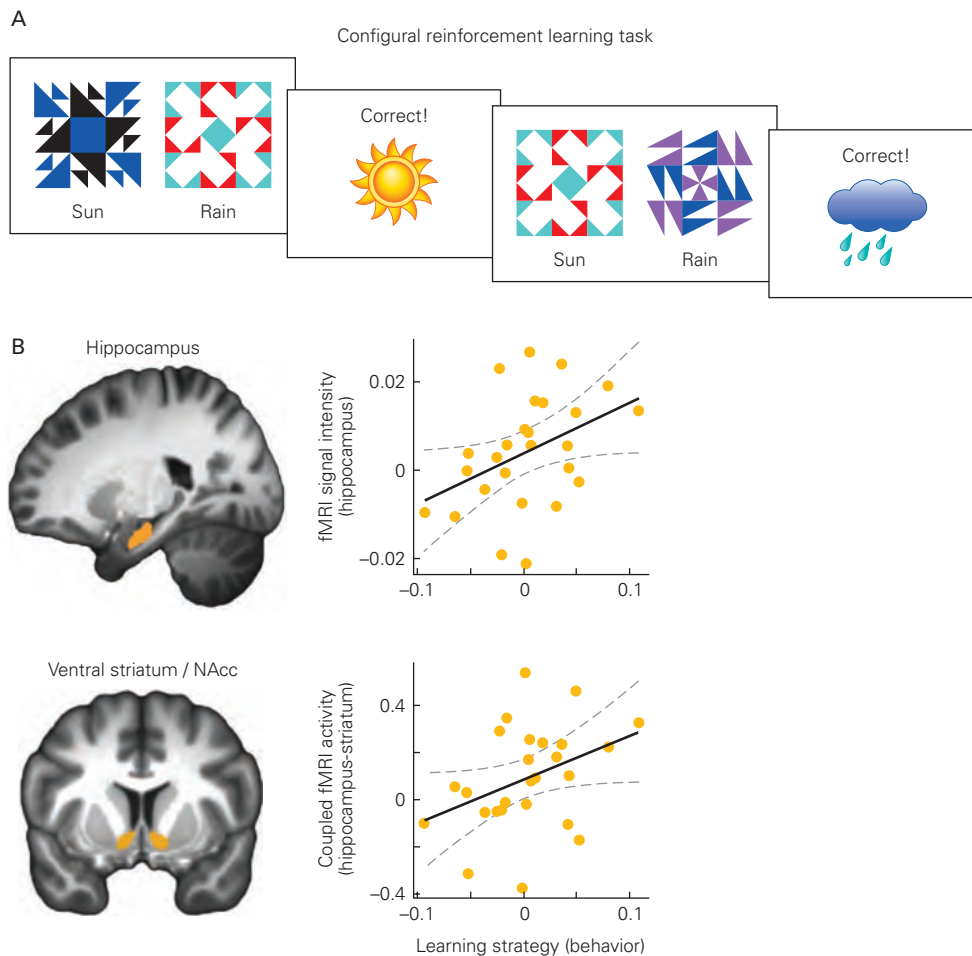 A
Configural reinforcement learning task
Sun
Rain
Correct!
Sun
Rain
Correct!
B
Hippocampus
fMRI signal intensity
(hippocampus)
0.02
0
–0.02
–0.1
0
0.1
Ventral striatum / NAcc
Coupled fMRI activity
(hippocampus-striatum)
0.4
0
–0.4
–0.1
0
0.1
Learning strategy (behavior)